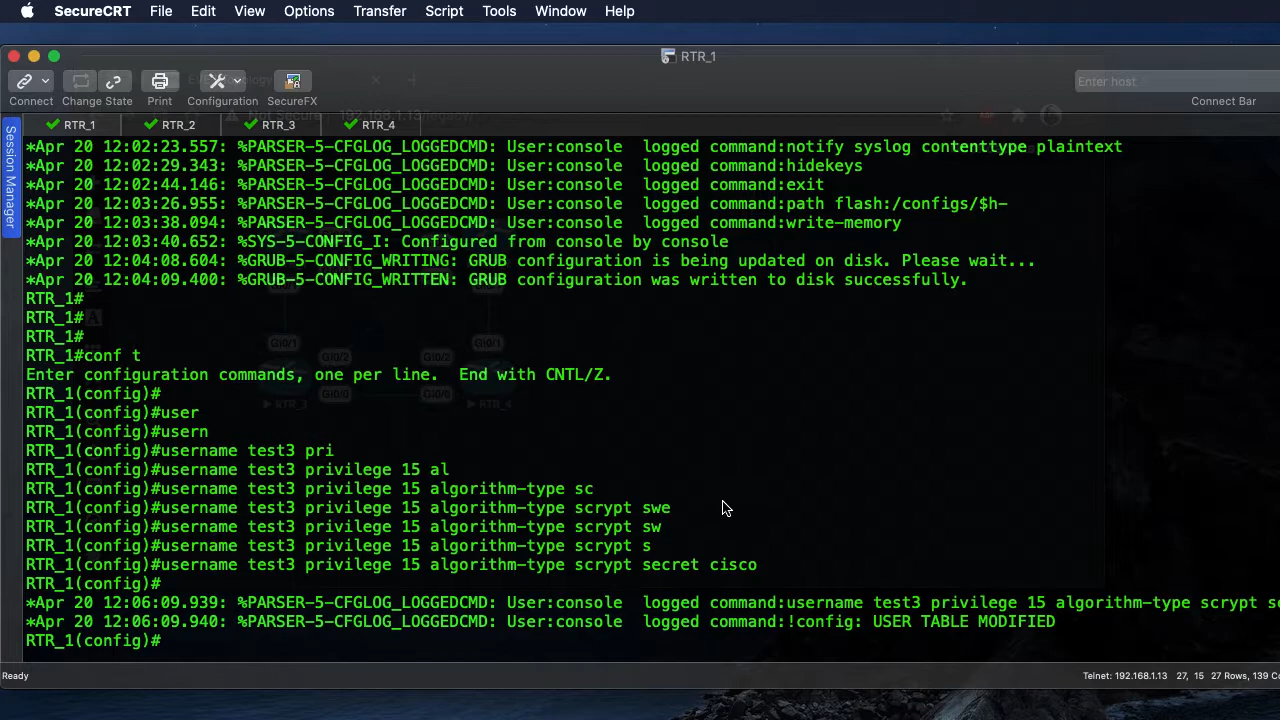 SecureCRT File Edit View Options Transfer Script Tools Window Help
RTR_1
Enter host
Connect Change State Print Configuration SecureFX Connect Bar
RTR_1 RTR_2 RTR_3 RTR_4
Session Manager
*Apr 20 12:02:23.557: %PARSER-5-CFGLOG_LOGGEDCMD: User:console  logged command:notify syslog contenttype plaintext
*Apr 20 12:02:29.343: %PARSER-5-CFGLOG_LOGGEDCMD: User:console  logged command:hidekeys
*Apr 20 12:02:44.146: %PARSER-5-CFGLOG_LOGGEDCMD: User:console  logged command:exit
*Apr 20 12:03:26.955: %PARSER-5-CFGLOG_LOGGEDCMD: User:console  logged command:path flash:/configs/$h-
*Apr 20 12:03:38.094: %PARSER-5-CFGLOG_LOGGEDCMD: User:console  logged command:write-memory
*Apr 20 12:03:40.652: %SYS-5-CONFIG_I: Configured from console by console
*Apr 20 12:04:08.604: %GRUB-5-CONFIG_WRITING: GRUB configuration is being updated on disk. Please wait...
*Apr 20 12:04:09.400: %GRUB-5-CONFIG_WRITTEN: GRUB configuration was written to disk successfully.
RTR_1#
RTR_1#
RTR_1#
RTR_1#conf t
Enter configuration commands, one per line.  End with CNTL/Z.
RTR_1(config)#
RTR_1(config)#user
RTR_1(config)#usern
RTR_1(config)#username test3 pri
RTR_1(config)#username test3 privilege 15 al
RTR_1(config)#username test3 privilege 15 algorithm-type sc
RTR_1(config)#username test3 privilege 15 algorithm-type scrypt swe
RTR_1(config)#username test3 privilege 15 algorithm-type scrypt sw
RTR_1(config)#username test3 privilege 15 algorithm-type scrypt s
RTR_1(config)#username test3 privilege 15 algorithm-type scrypt secret cisco
RTR_1(config)#
*Apr 20 12:06:09.939: %PARSER-5-CFGLOG_LOGGEDCMD: User:console  logged command:username test3 privilege 15 algorithm-type scrypt
*Apr 20 12:06:09.940: %PARSER-5-CFGLOG_LOGGEDCMD: User:console  logged command:!config: USER TABLE MODIFIED
RTR_1(config)#
Gi0/1 Gi0/1
Gi0/2 Gi0/2
Gi0/0 Gi0/0
RTR_3 RTR_4
Ready Telnet: 192.168.1.13 27, 15 27 Rows, 139